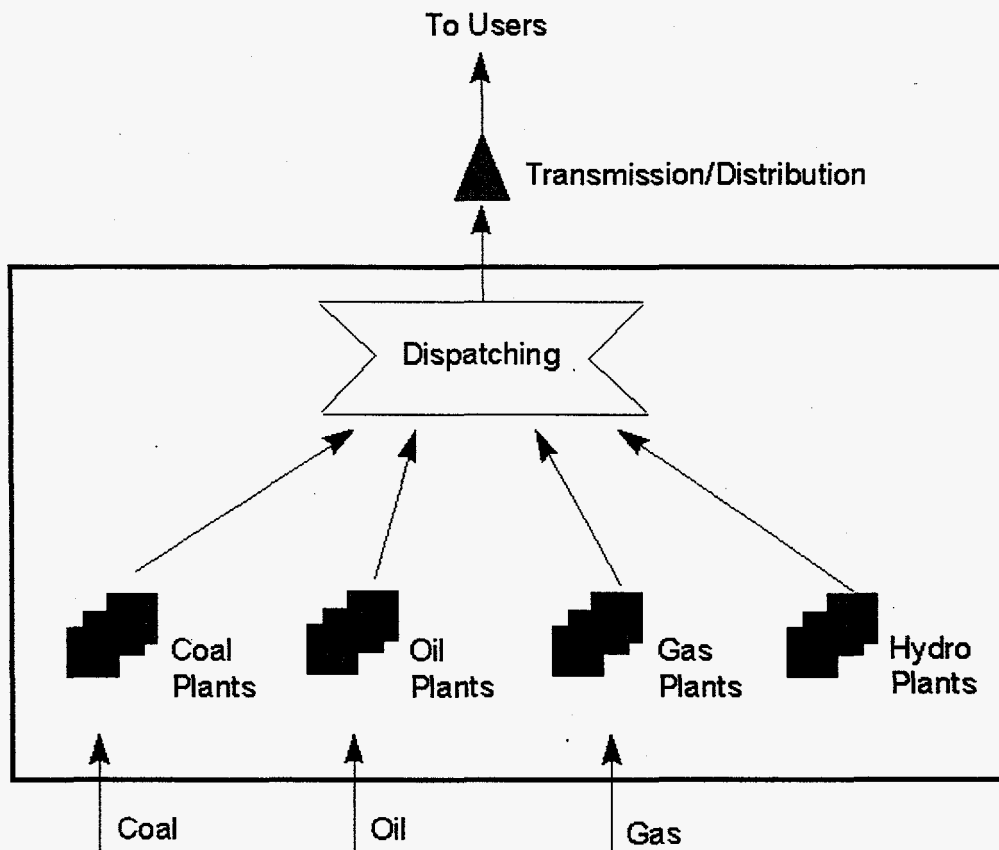 To Users
Transmission/Distribution
Dispatching
Coal
Plants
Oil
Plants
Gas
Plants
Hydro
Plants
Coal
Oil
Gas